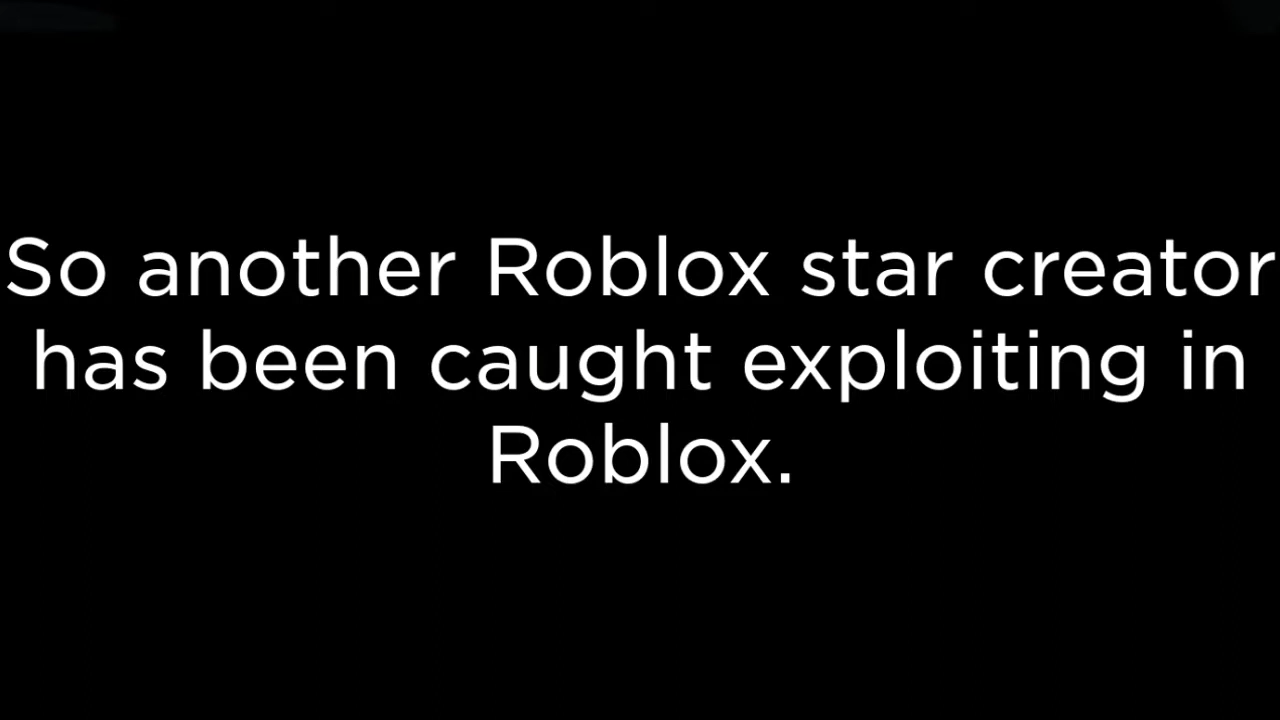 So another Roblox star creator
has been caught exploiting in
Roblox.